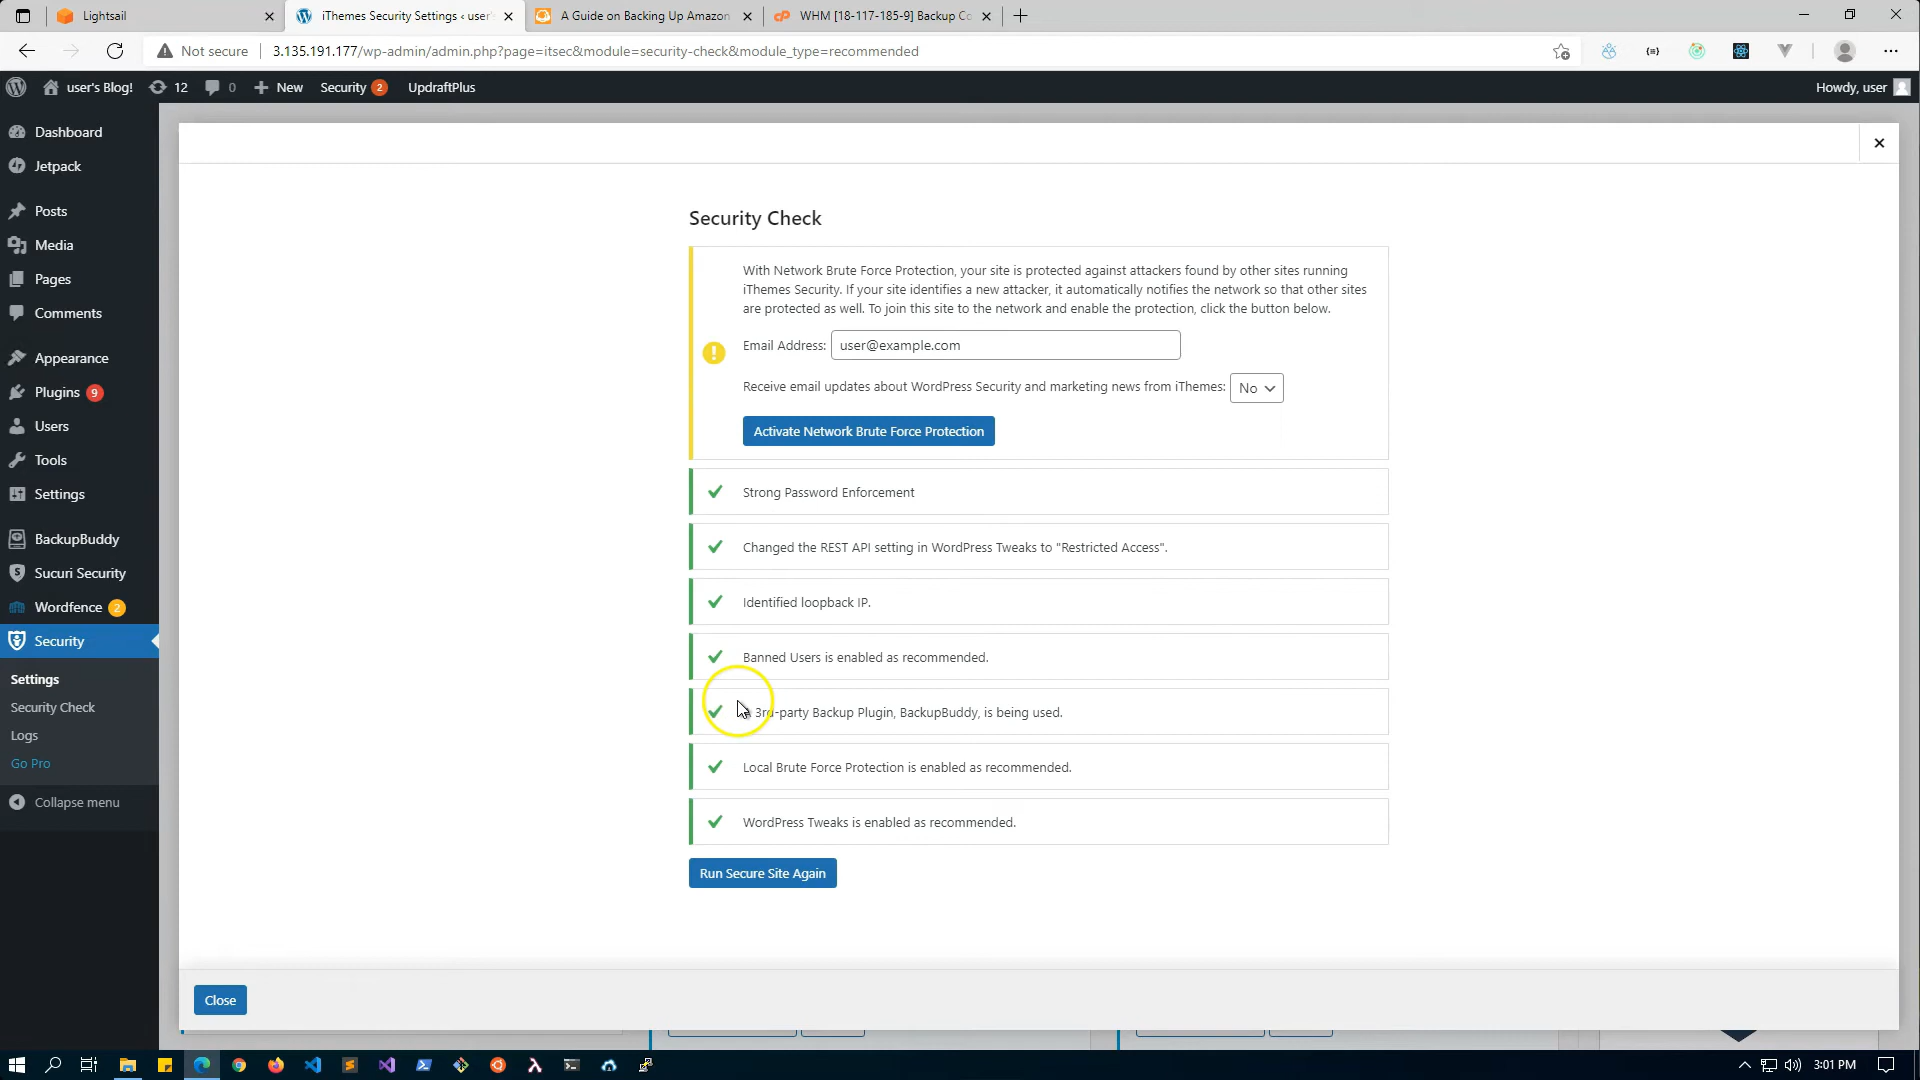 Lightsail
iThemes Security Settings ‹ user'
A Guide on Backing Up Amazon
WHM [18-117-185-9] Backup Co
Not secure
3.135.191.177/wp-admin/admin.php?page=itsec&module=security-check&module_type=recommended
user's Blog!
12
0
New
Security 2
UpdraftPlus
Howdy, user
Dashboard
Jetpack
Posts
Media
Pages
Comments
Appearance
Plugins 9
Users
Tools
Settings
BackupBuddy
Sucuri Security
Wordfence 2
Security
Settings
Security Check
Logs
Go Pro
Collapse menu
Security Check
With Network Brute Force Protection, your site is protected against attackers found by other sites running
iThemes Security. If your site identifies a new attacker, it automatically notifies the network so that other sites
are protected as well. To join this site to the network and enable the protection, click the button below.
Email Address: user@example.com
Receive email updates about WordPress Security and marketing news from iThemes: No
Activate Network Brute Force Protection
Strong Password Enforcement
Changed the REST API setting in WordPress Tweaks to "Restricted Access".
Identified loopback IP.
Banned Users is enabled as recommended.
3rd-party Backup Plugin, BackupBuddy, is being used.
Local Brute Force Protection is enabled as recommended.
WordPress Tweaks is enabled as recommended.
Run Secure Site Again
Close
3:01 PM